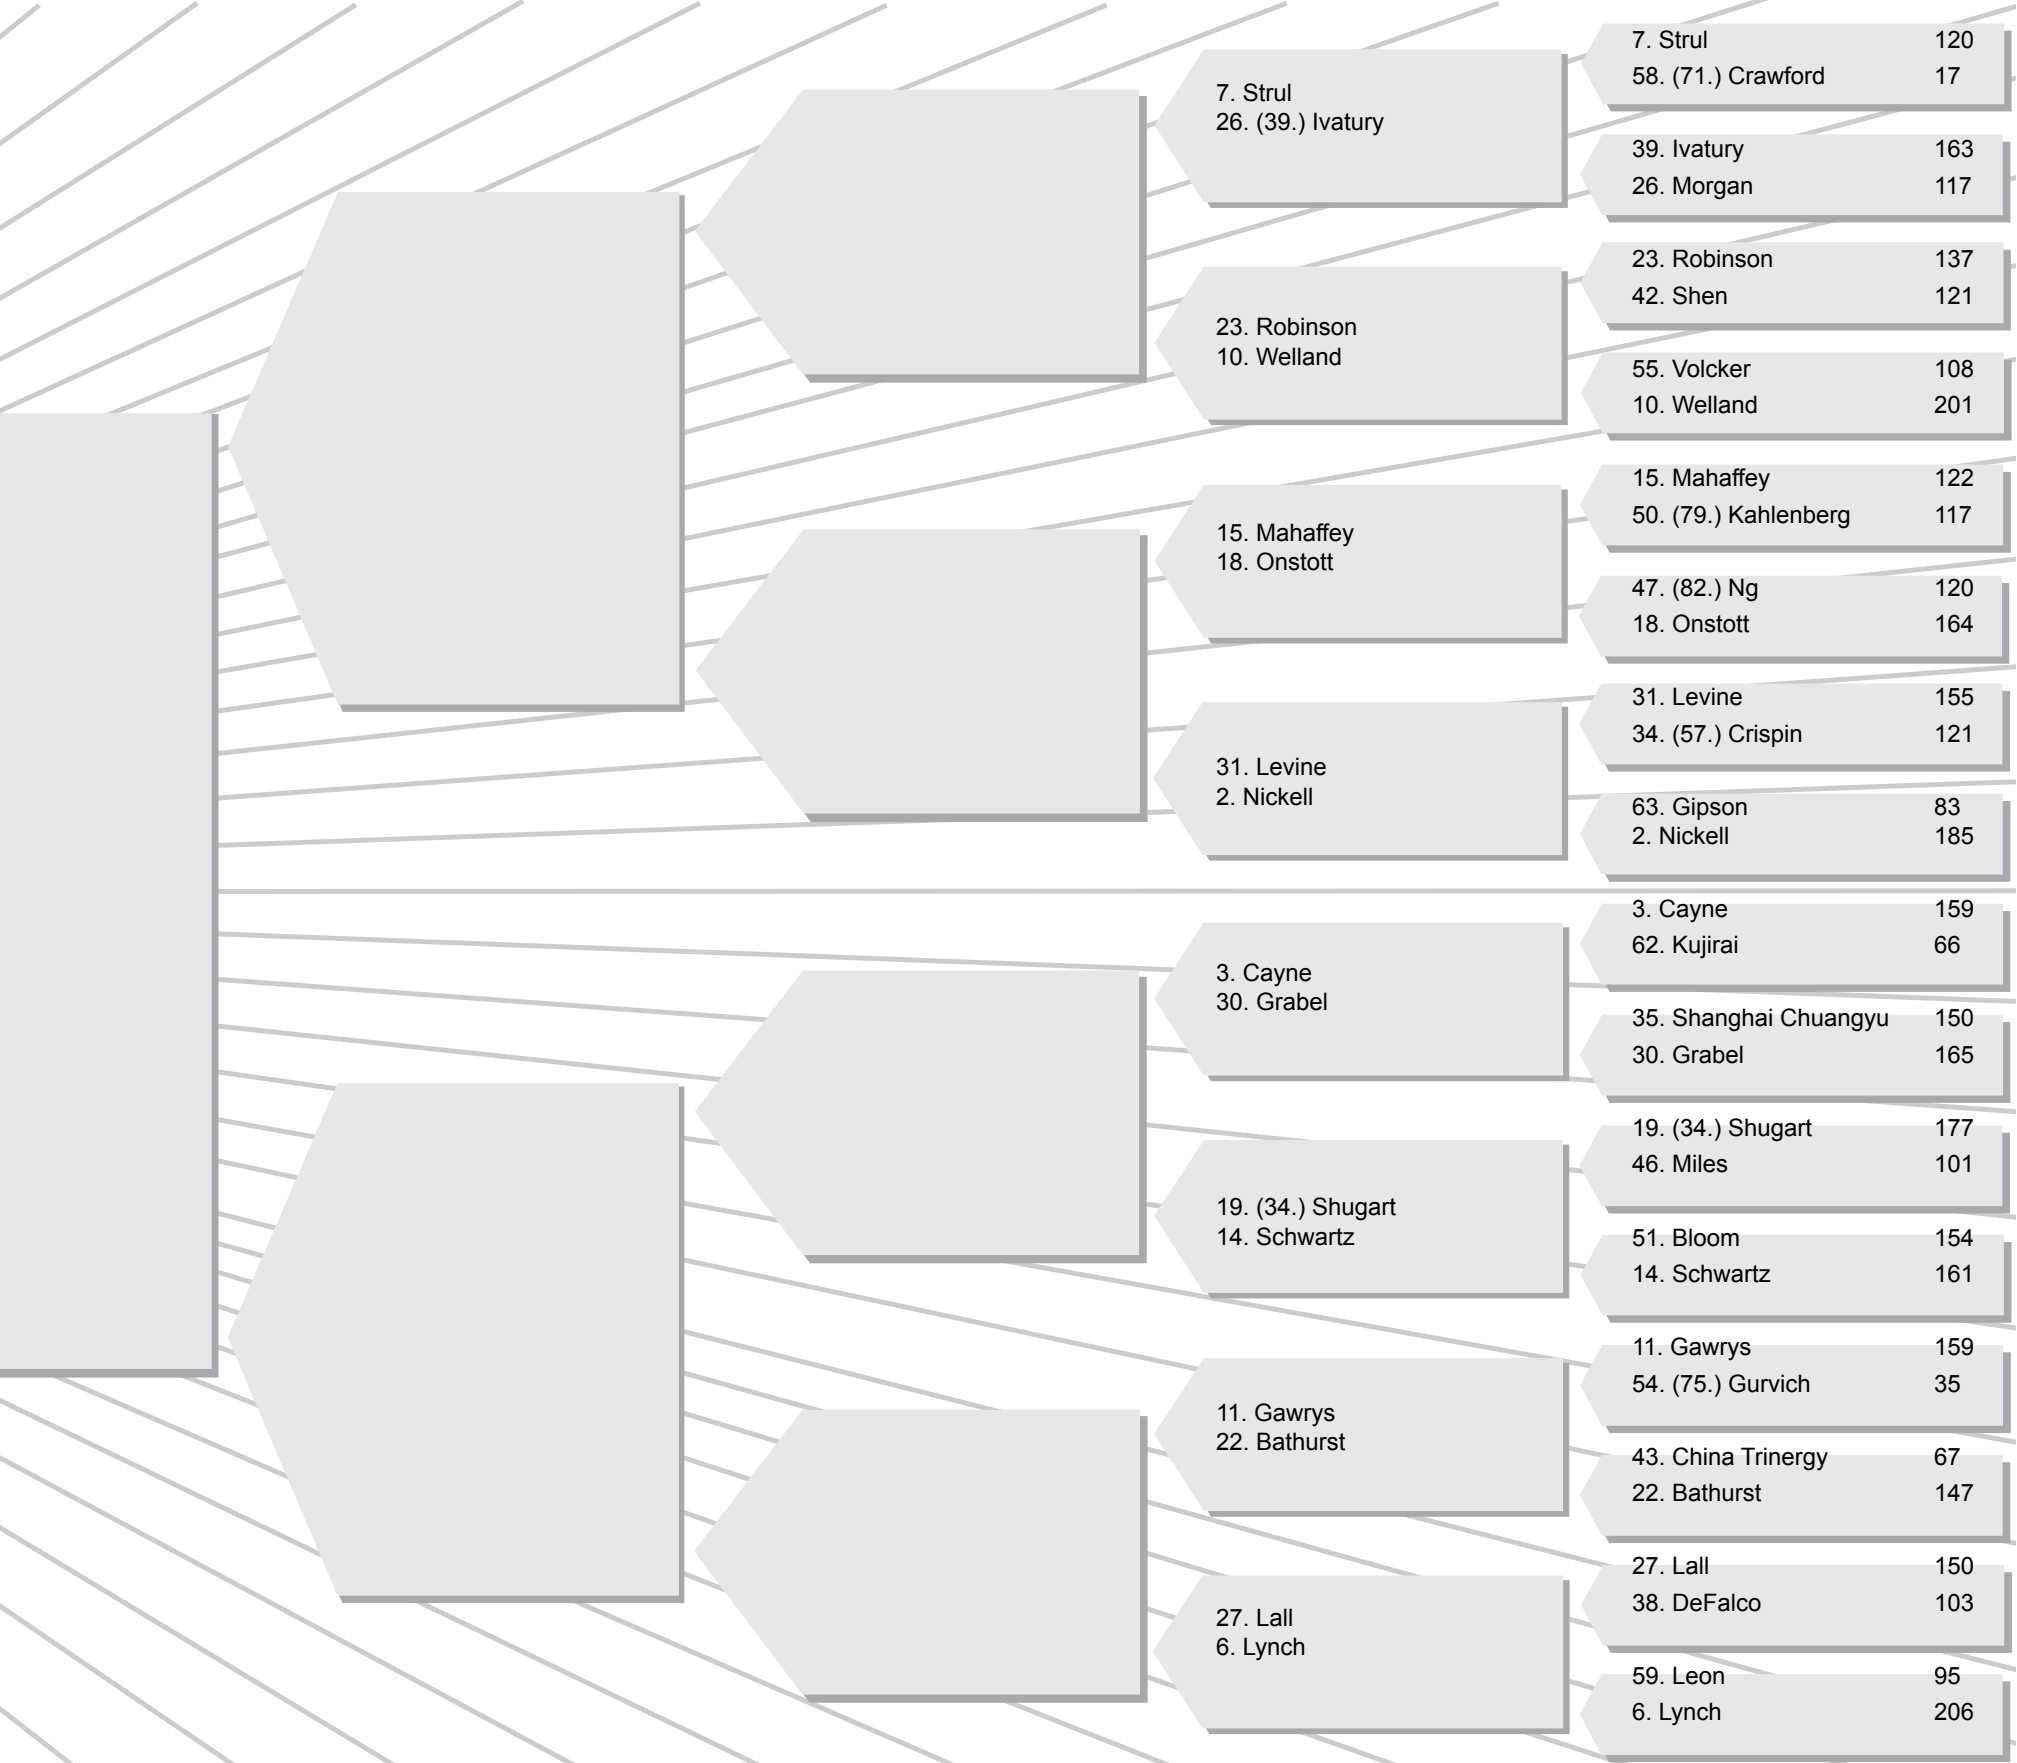 7. Strul 120
58. (71.) Crawford 17
39. Ivatury 163
26. Morgan 117
23. Robinson 137
42. Shen 121
55. Volcker 108
10. Welland 201
15. Mahaffey 122
50. (79.) Kahlenberg 117
47. (82.) Ng 120
18. Onstott 164
31. Levine 155
34. (57.) Crispin 121
63. Gipson 83
2. Nickell 185
3. Cayne 159
62. Kujirai 66
35. Shanghai Chuangyu 150
30. Grabel 165
19. (34.) Shugart 177
46. Miles 101
51. Bloom 154
14. Schwartz 161
11. Gawrys 159
54. (75.) Gurvich 35
43. China Trinergy 67
22. Bathurst 147
27. Lall 150
38. DeFalco 103
59. Leon 95
6. Lynch 206
7. Strul
26. (39.) Ivatury
23. Robinson
10. Welland
15. Mahaffey
18. Onstott
31. Levine
2. Nickell
3. Cayne
30. Grabel
19. (34.) Shugart
14. Schwartz
11. Gawrys
22. Bathurst
27. Lall
6. Lynch